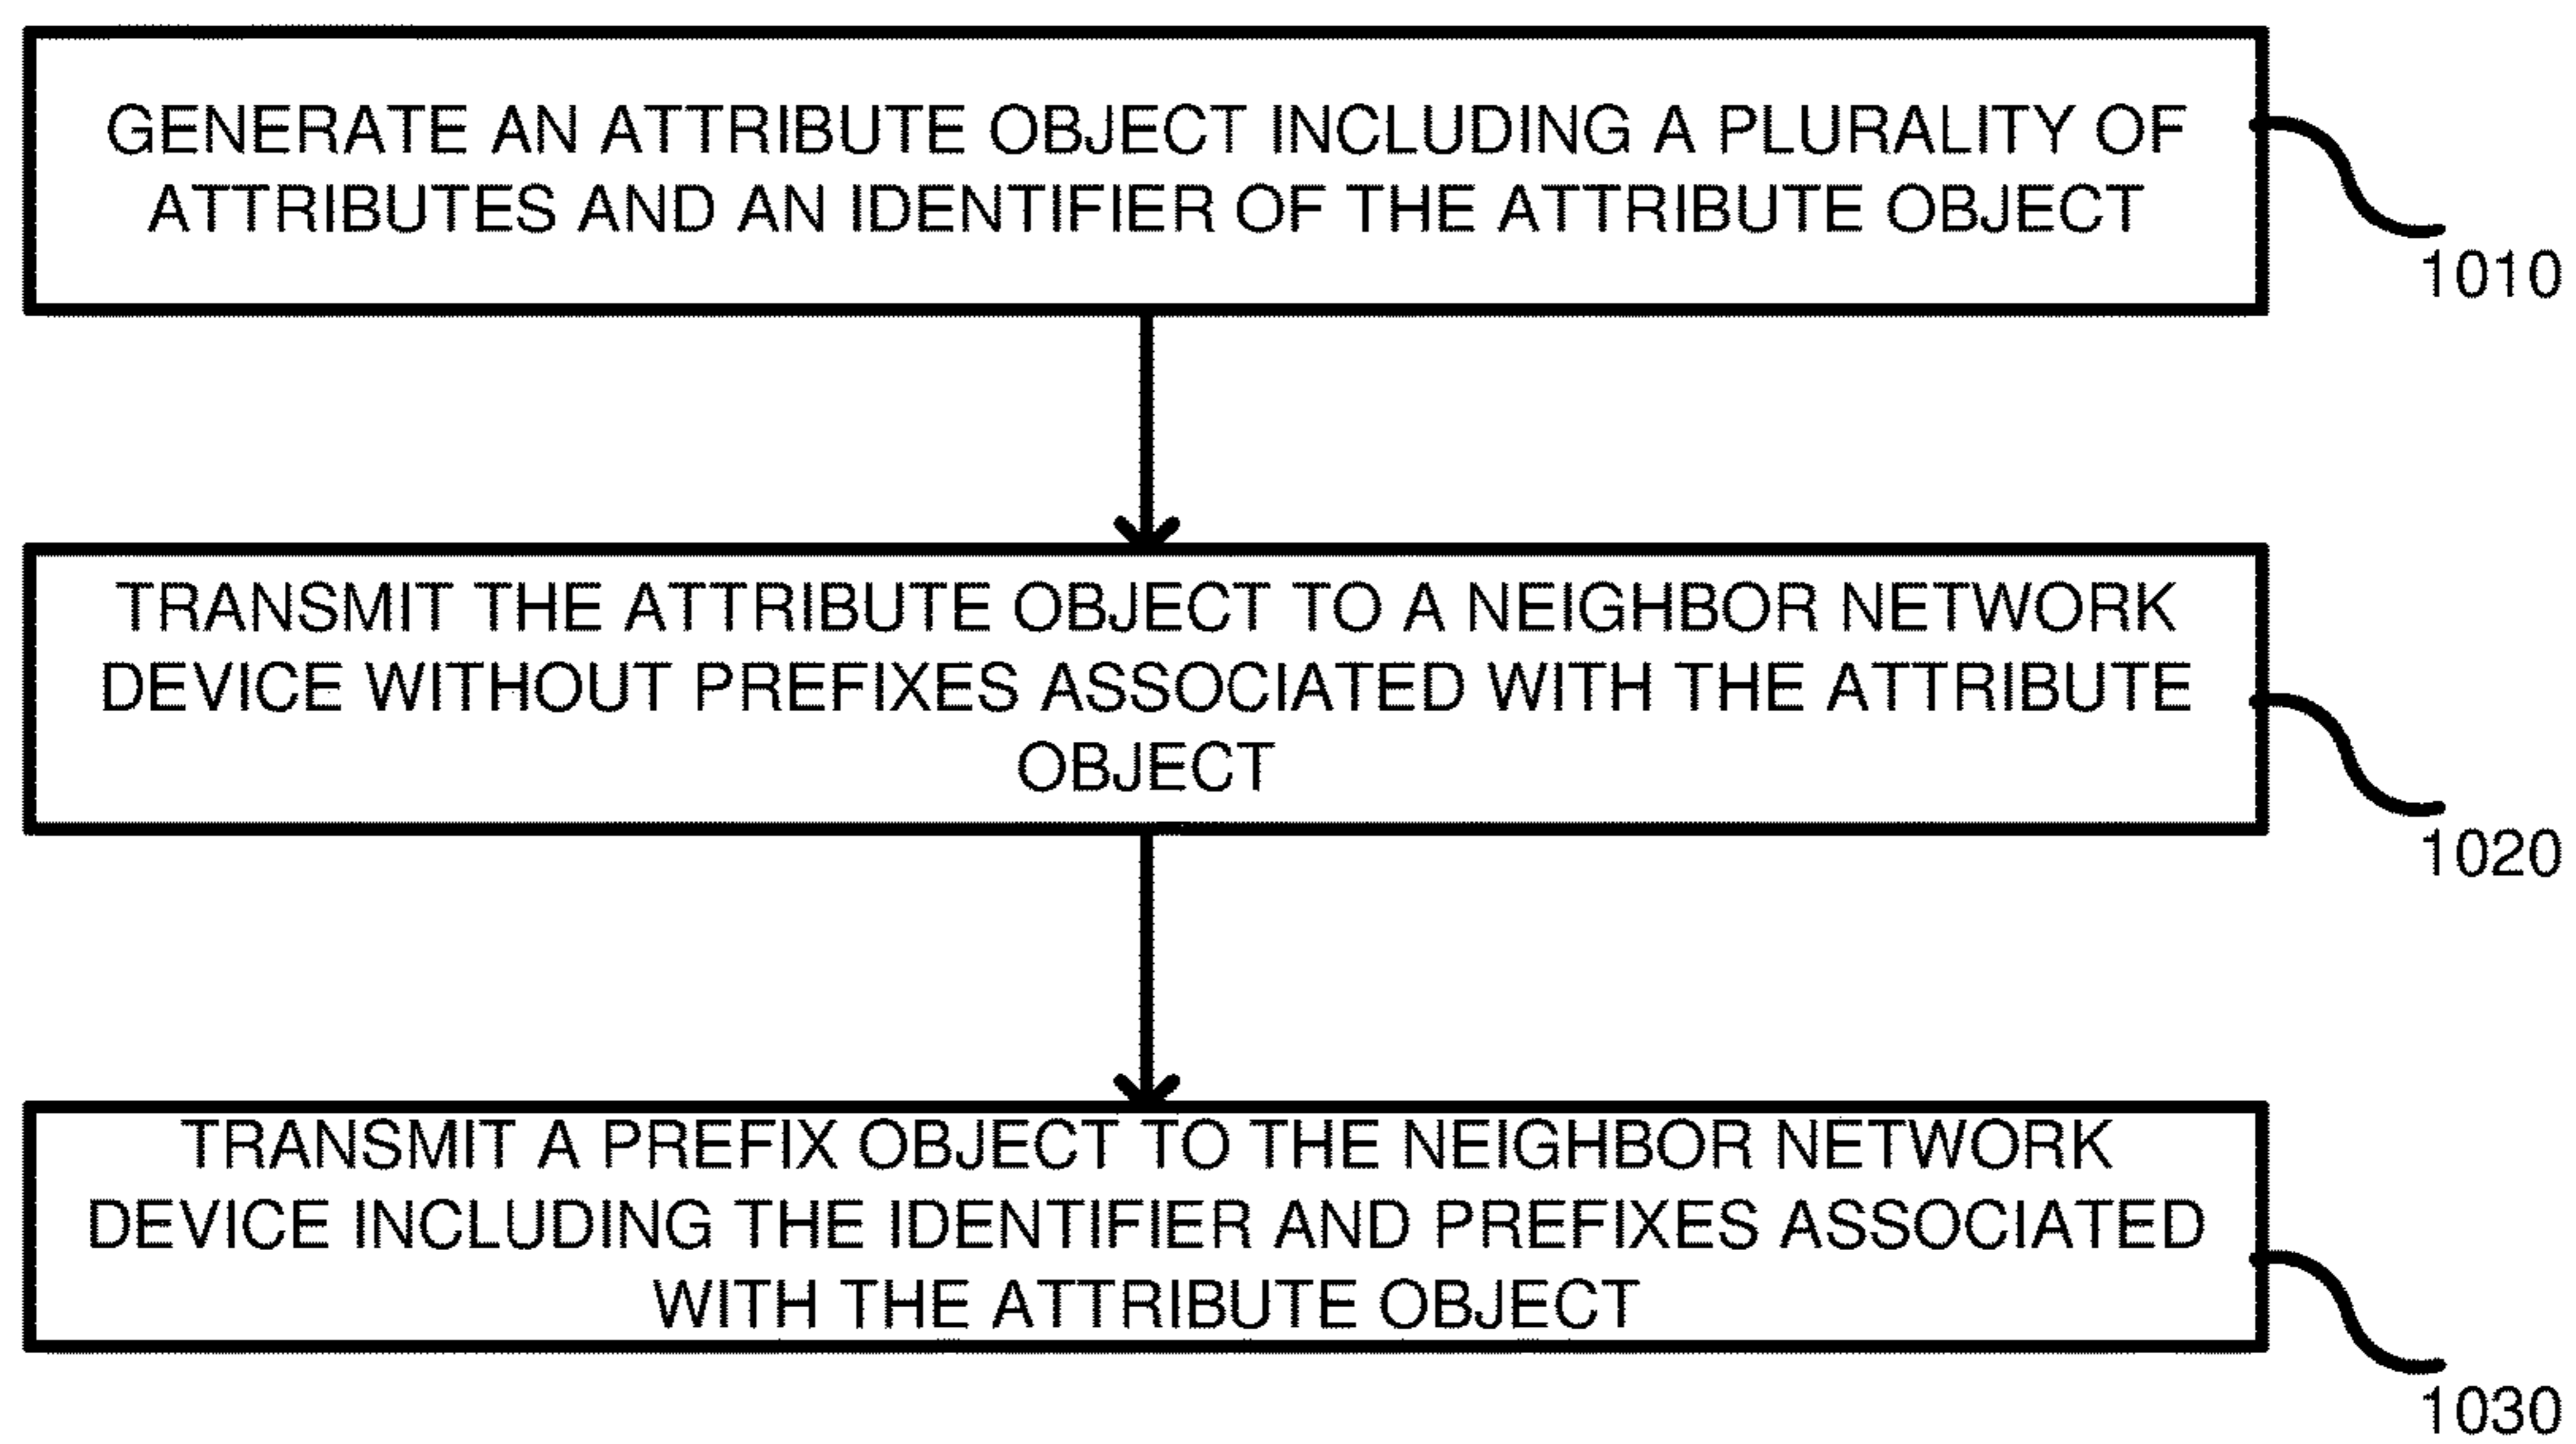 GENERATE AN ATTRIBUTE OBJECT INCLUDING A PLURALITY OF
ATTRIBUTES AND AN IDENTIFIER OF THE ATTRIBUTE OBJECT
1010
TRANSMIT THE ATTRIBUTE OBJECT TO A NEIGHBOR NETWORK
DEVICE WITHOUT PREFIXES ASSOCIATED WITH THE ATTRIBUTE
OBJECT
1020
TRANSMIT A PREFIX OBJECT TO THE NEIGHBOR NETWORK
DEVICE INCLUDING THE IDENTIFIER AND PREFIXES ASSOCIATED
WITH THE ATTRIBUTE OBJECT
1030